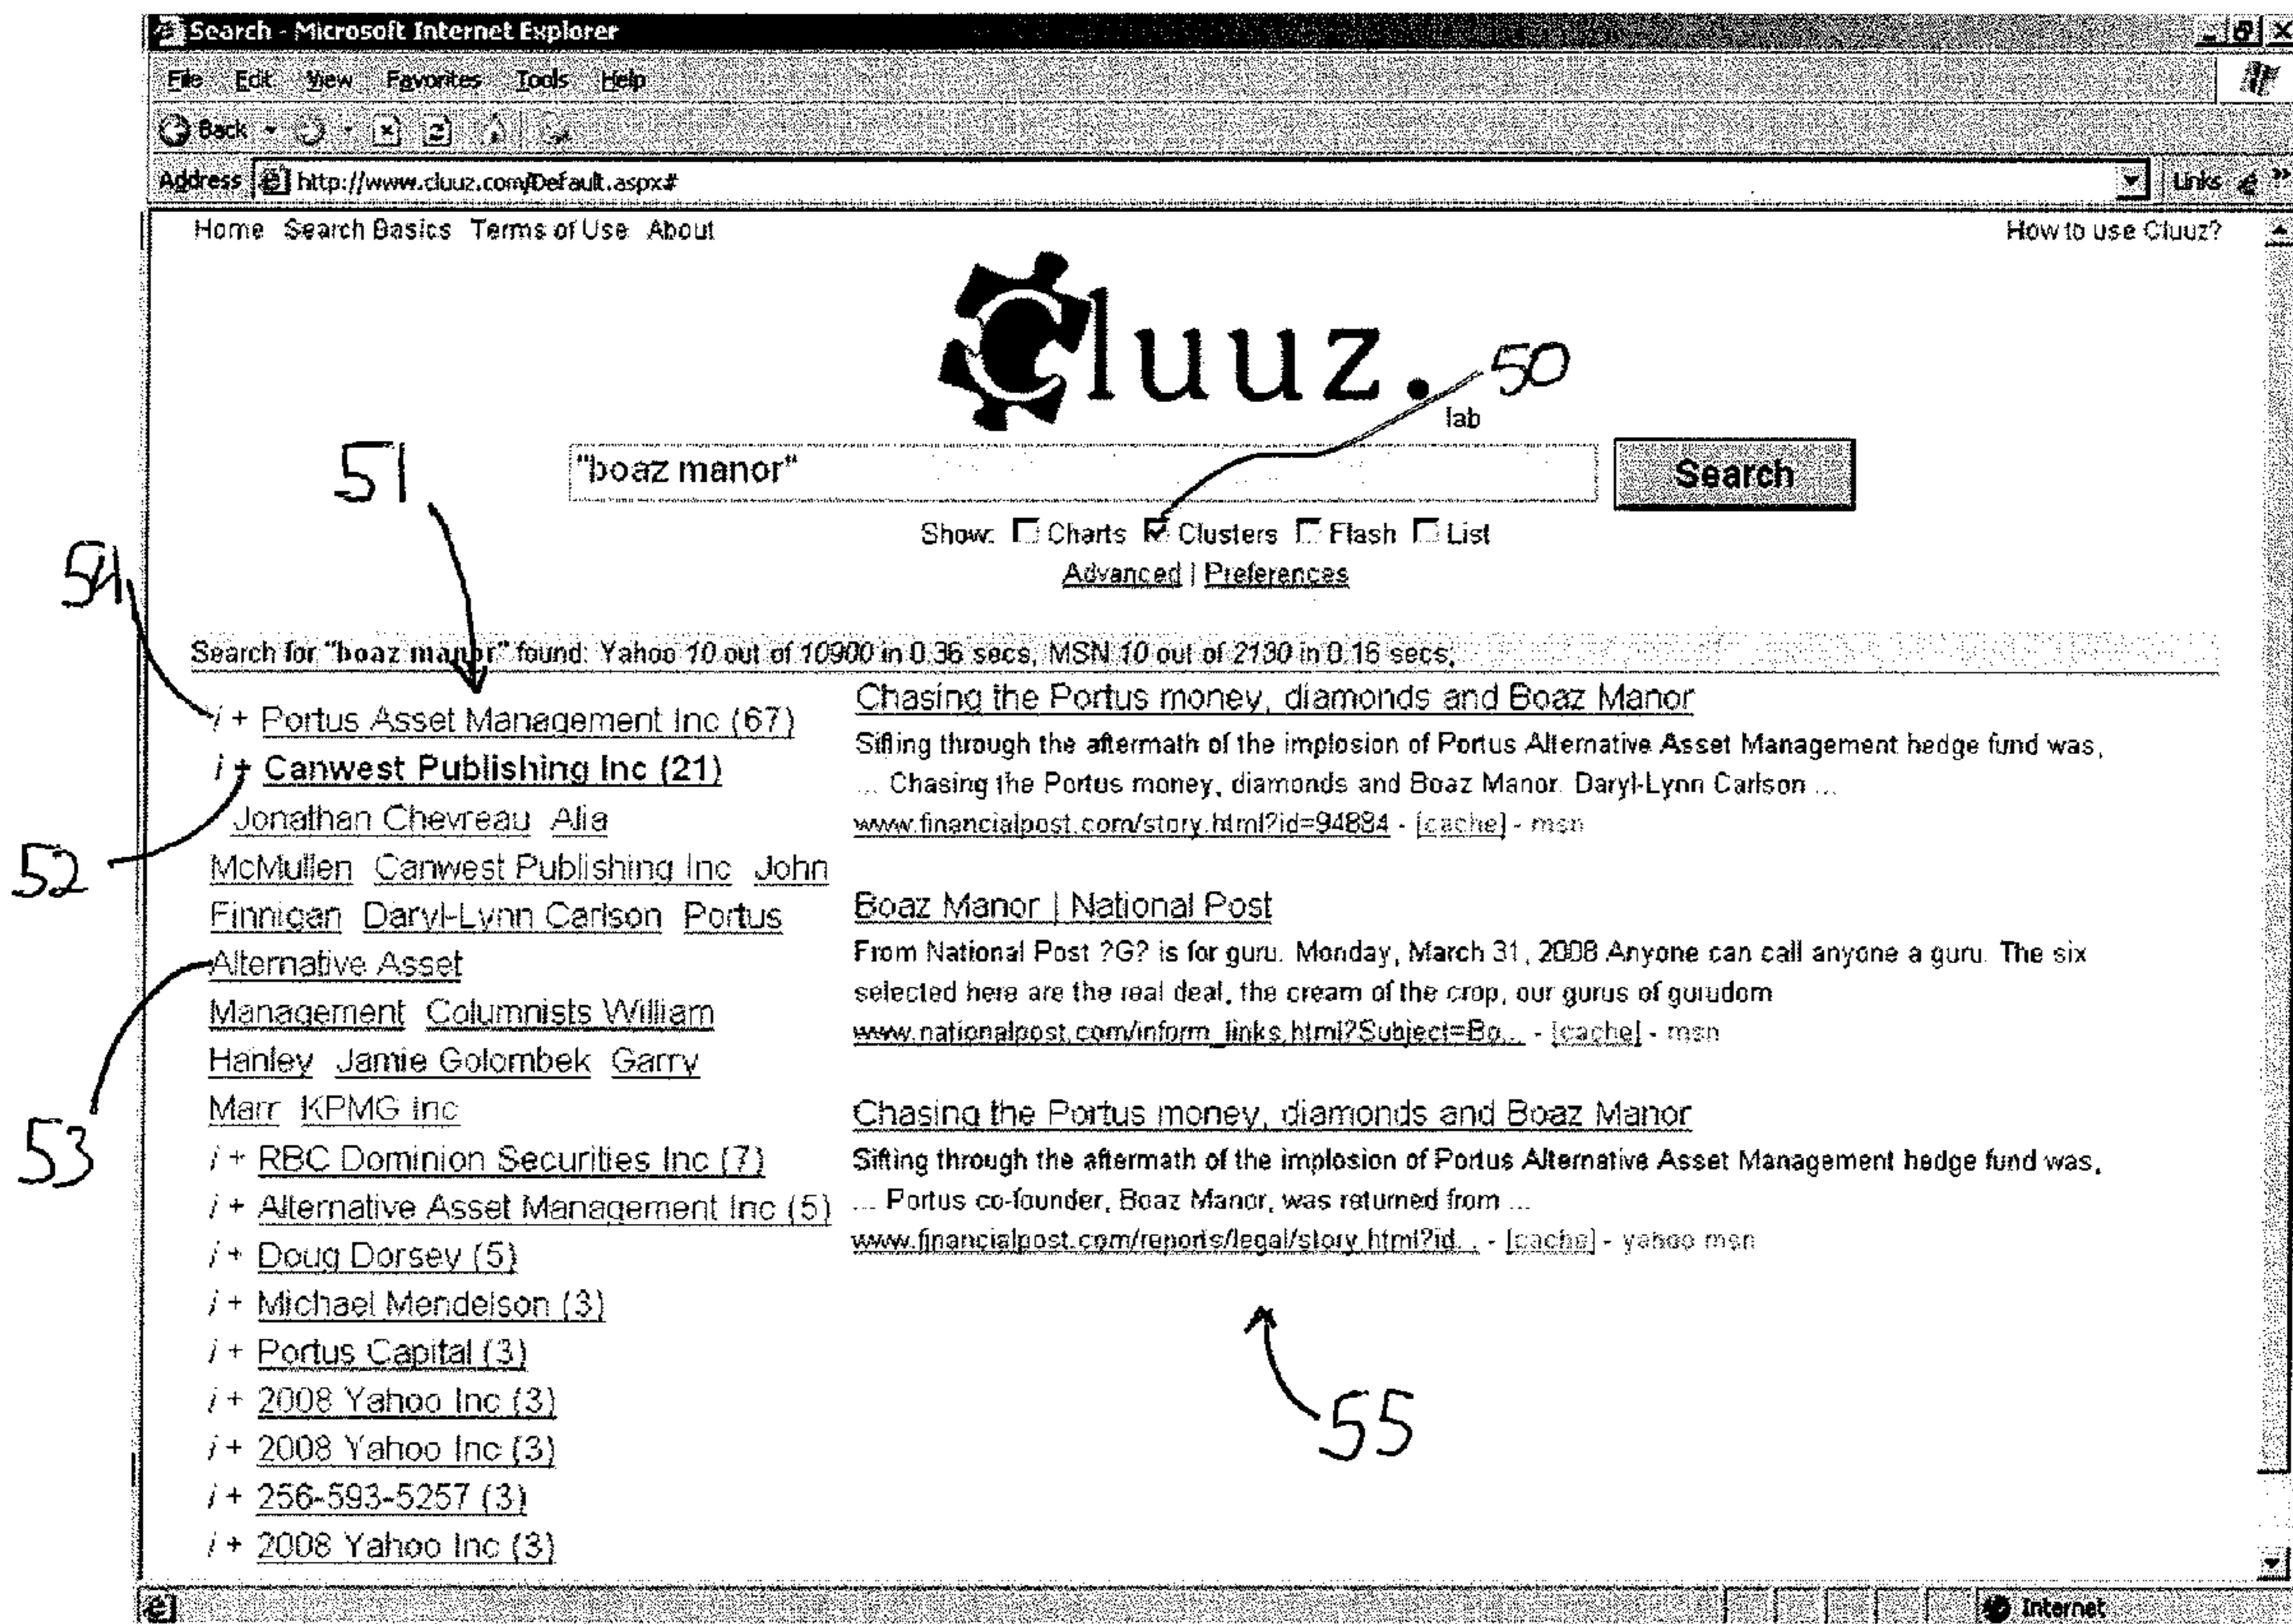 Search - Microsoft Internet Explorer
File Edit View Favorites Tools Help
Back
Address http://www.cluuz.com/Default.aspx# Links »
Home Search Basics Terms of Use About How to use Cluuz?
Cluuz.
lab
50
51
"boaz manor" Search
Show: Charts Clusters Flash List
Advanced | Preferences
54
Search for "boaz manor" found: Yahoo 10 out of 10900 in 0.36 secs, MSN 10 out of 2130 in 0.16 secs,
i + Portus Asset Management Inc (67)
i + Canwest Publishing Inc (21)
Jonathan Chevreau Alia
McMullen Canwest Publishing Inc John
Finnigan Daryl-Lynn Carlson Portus
Alternative Asset
Management Columnists William
Hanley Jamie Golombek Garry
Marr KPMG Inc
i + RBC Dominion Securities Inc (7)
i + Alternative Asset Management Inc (5)
i + Doug Dorsey (5)
i + Michael Mendelson (3)
i + Portus Capital (3)
i + 2008 Yahoo Inc (3)
i + 2008 Yahoo Inc (3)
i + 256-593-5257 (3)
i + 2008 Yahoo Inc (3)
52
53
Chasing the Portus money, diamonds and Boaz Manor
Sifting through the aftermath of the implosion of Portus Alternative Asset Management hedge fund was,
... Chasing the Portus money, diamonds and Boaz Manor. Daryl-Lynn Carlson ...
www.financialpost.com/story.html?id=94884 - [cache] - msn
Boaz Manor | National Post
From National Post ?G? is for guru. Monday, March 31, 2008 Anyone can call anyone a guru. The six
selected here are the real deal, the cream of the crop, our gurus of gurudom
www.nationalpost.com/inform_links.html?Subject=Bo... - [cache] - msn
Chasing the Portus money, diamonds and Boaz Manor
Sifting through the aftermath of the implosion of Portus Alternative Asset Management hedge fund was,
... Portus co-founder, Boaz Manor, was returned from ...
www.financialpost.com/reports/legal/story.html?id... - [cache] - yahoo msn
55
Internet